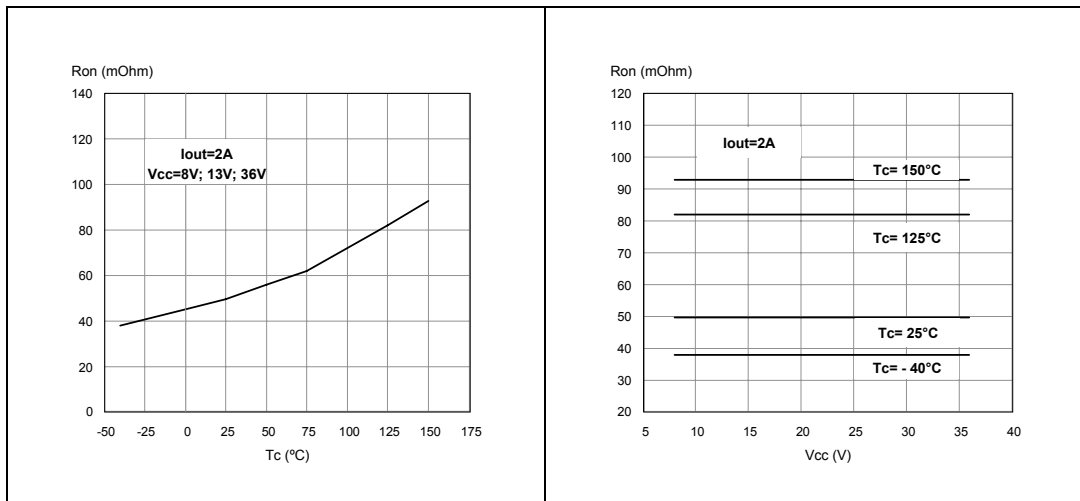 Ron (mOhm)
140
120
100
80
60
40
20
0
Iout=2A
Vcc=8V; 13V; 36V
-50 -25 0 25 50 75 100 125 150 175
Tc (ºC)
Ron (mOhm)
120
110
100
90
80
70
60
50
40
30
20
Iout=2A
Tc= 150°C
Tc= 125°C
Tc= 25°C
Tc= - 40°C
5 10 15 20 25 30 35 40
Vcc (V)